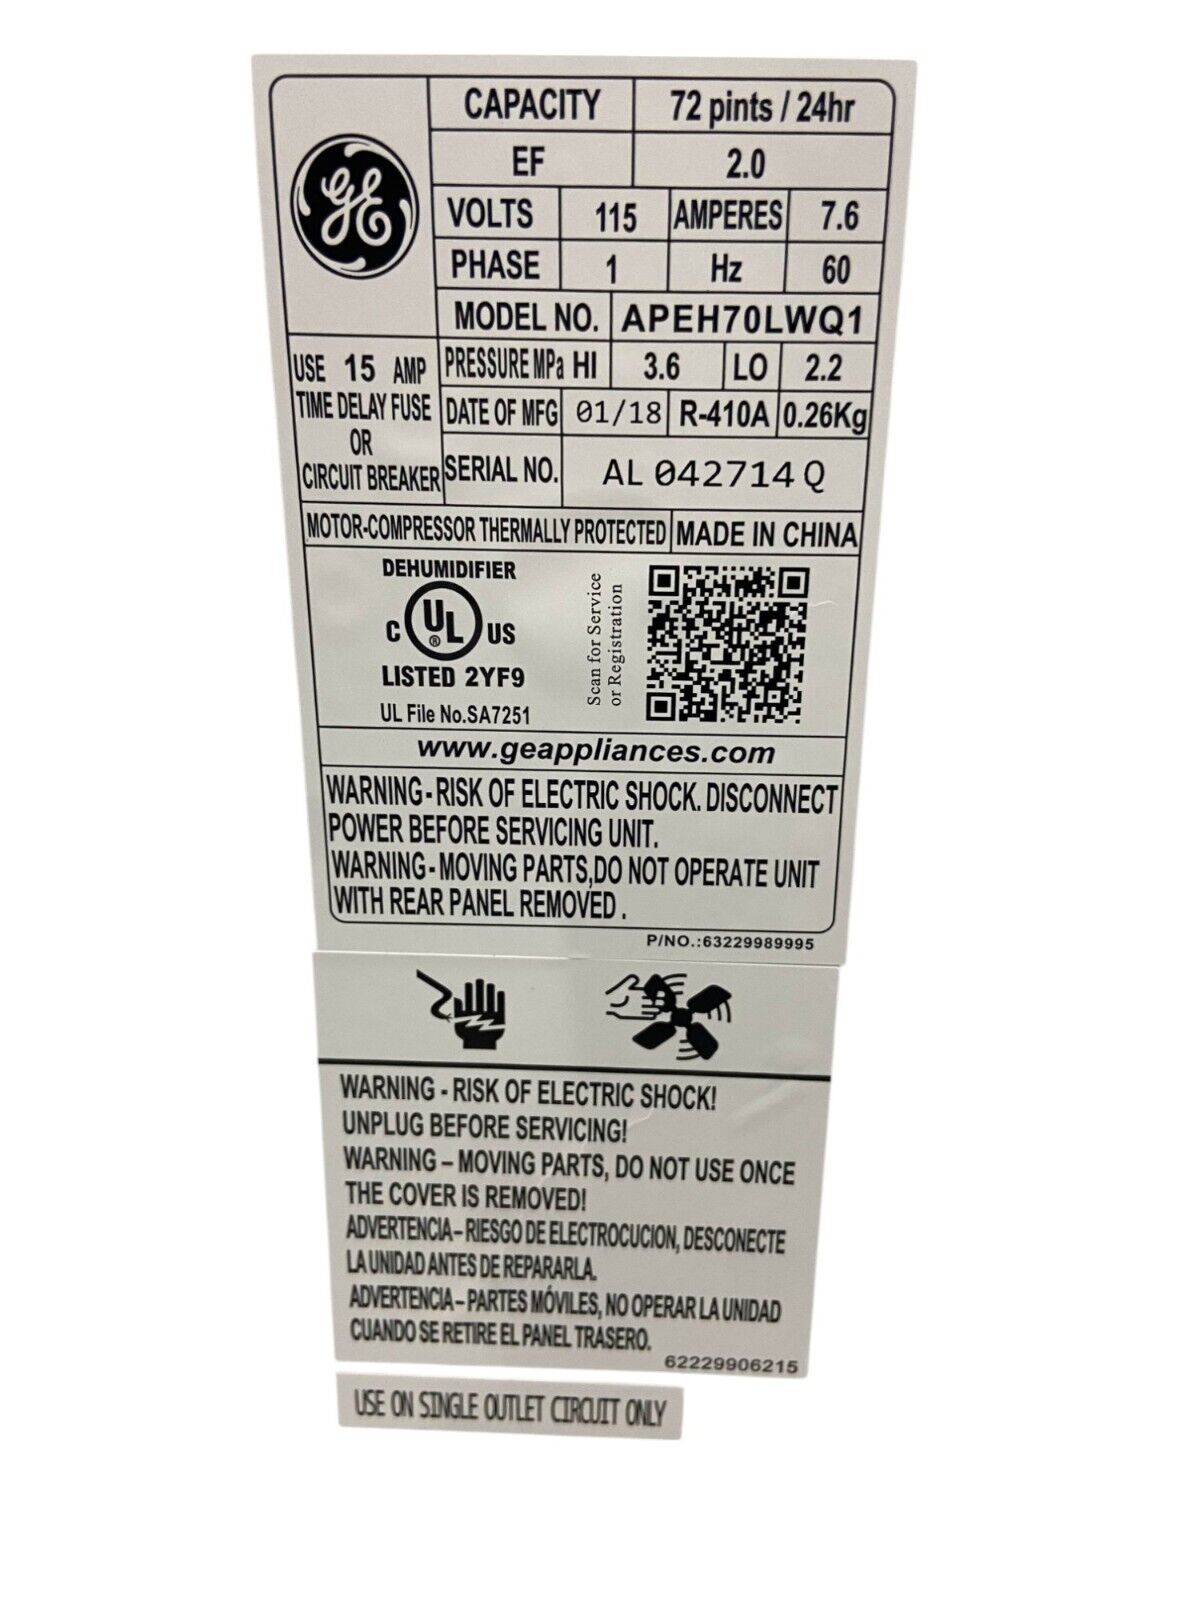 GE
CAPACITY 72 pints / 24hr
EF 2.0
VOLTS 115 AMPERES 7.6
PHASE 1 Hz 60
MODEL NO. APEH70LWQ1
USE 15 AMP
TIME DELAY FUSE
OR
CIRCUIT BREAKER
PRESSURE MPa HI 3.6 LO 2.2
DATE OF MFG 01/18 R-410A 0.26Kg
SERIAL NO. AL 042714 Q
MOTOR-COMPRESSOR THERMALLY PROTECTED MADE IN CHINA
DEHUMIDIFIER
C UL ® US
LISTED 2YF9
UL File No.SA7251
Scan for Service
or Registration
www.geappliances.com
WARNING-RISK OF ELECTRIC SHOCK. DISCONNECT
POWER BEFORE SERVICING UNIT.
WARNING-MOVING PARTS,DO NOT OPERATE UNIT
WITH REAR PANEL REMOVED .
P/NO.:63229989995
WARNING - RISK OF ELECTRIC SHOCK!
UNPLUG BEFORE SERVICING!
WARNING – MOVING PARTS, DO NOT USE ONCE
THE COVER IS REMOVED!
ADVERTENCIA– RIESGO DE ELECTROCUCION, DESCONECTE
LA UNIDAD ANTES DE REPARARLA.
ADVERTENCIA – PARTES MÓVILES, NO OPERAR LA UNIDAD
CUANDO SE RETIRE EL PANEL TRASERO.
62229906215
USE ON SINGLE OUTLET CIRCUIT ONLY